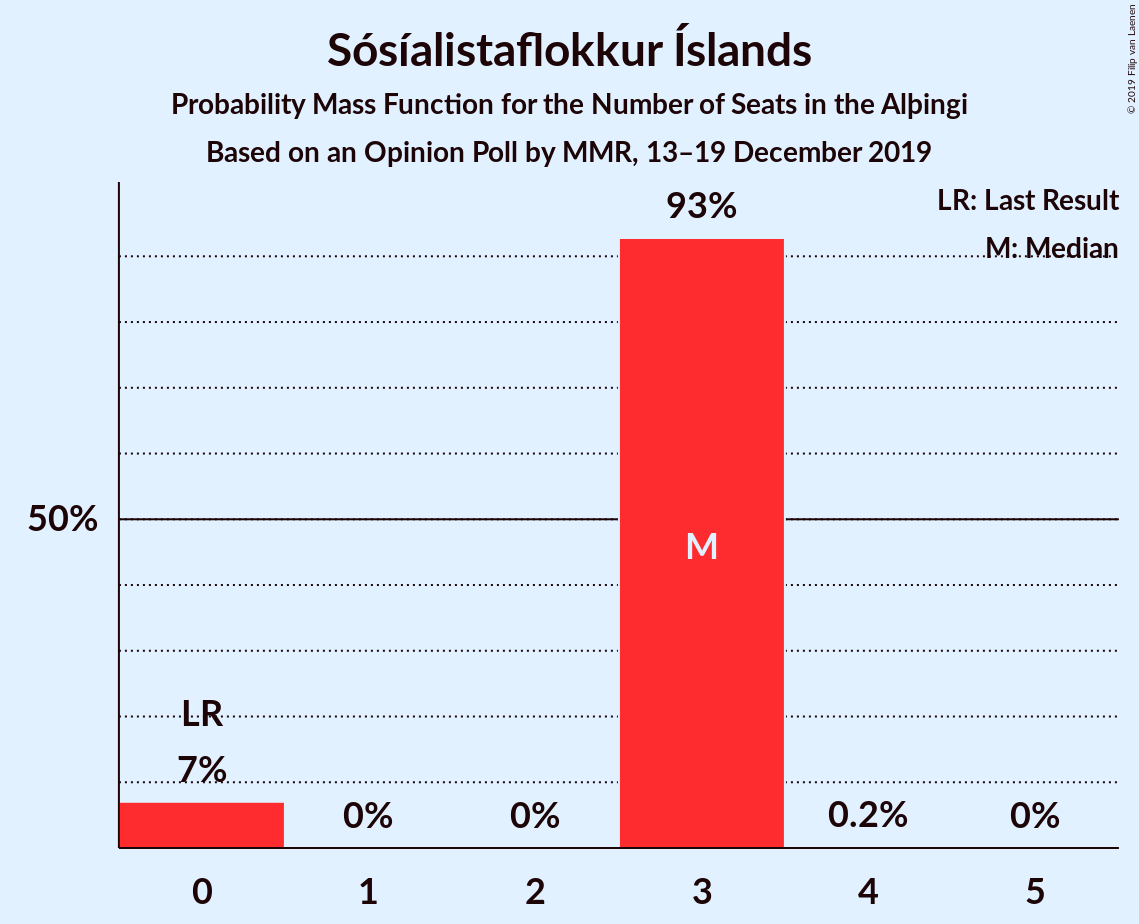 Sósíalistaflokkur Íslands
Probability Mass Function for the Number of Seats in the Alþingi
Based on an Opinion Poll by MMR, 13–19 December 2019
© 2019 Filip van Laenen
LR: Last Result
M: Median
93%
50%
M
LR
7%
0%
0%
0.2%
0%
0
1
2
3
4
5